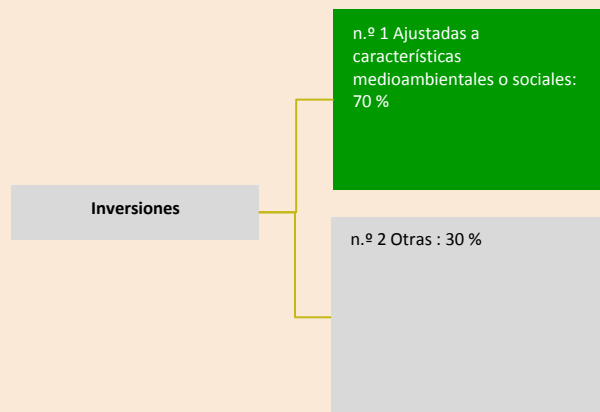 n.º 1 Ajustadas a
características
medioambientales o sociales:
70 %
Inversiones
n.º 2 Otras : 30 %